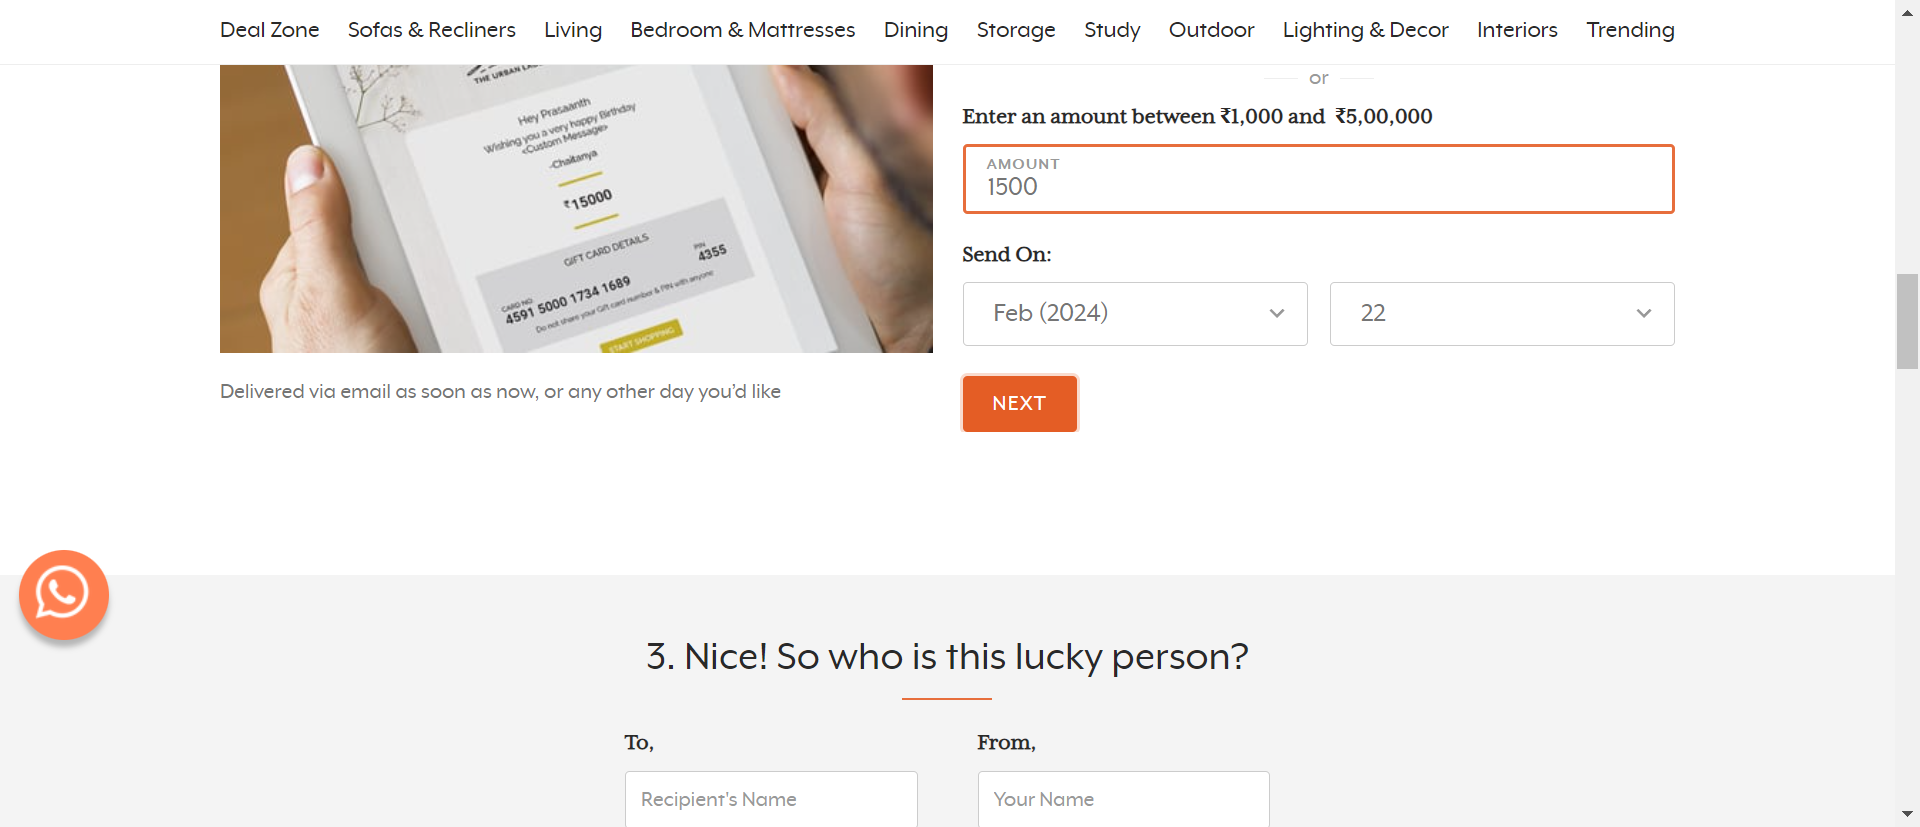 Deal Zone Sofas & Recliners Living Bedroom & Mattresses Dining Storage Study Outdoor Lighting & Decor Interiors Trending
THE URBAN
Hey Prasaanth
Wishing you a very happy Birthday
<Custom Message>
-Chaitanya
₹15000
GIFT CARD DETAILS
CARD NO.
4591 5000 1734 1689
PIN
4355
Do not share your Gift card number & PIN with anyone
START SHOPPING
Delivered via email as soon as now, or any other day you’d like
or
Enter an amount between ₹1,000 and ₹5,00,000
AMOUNT
1500
Send On:
Feb (2024)
22
NEXT
3. Nice! So who is this lucky person?
To,
From,
Recipient's Name
Your Name